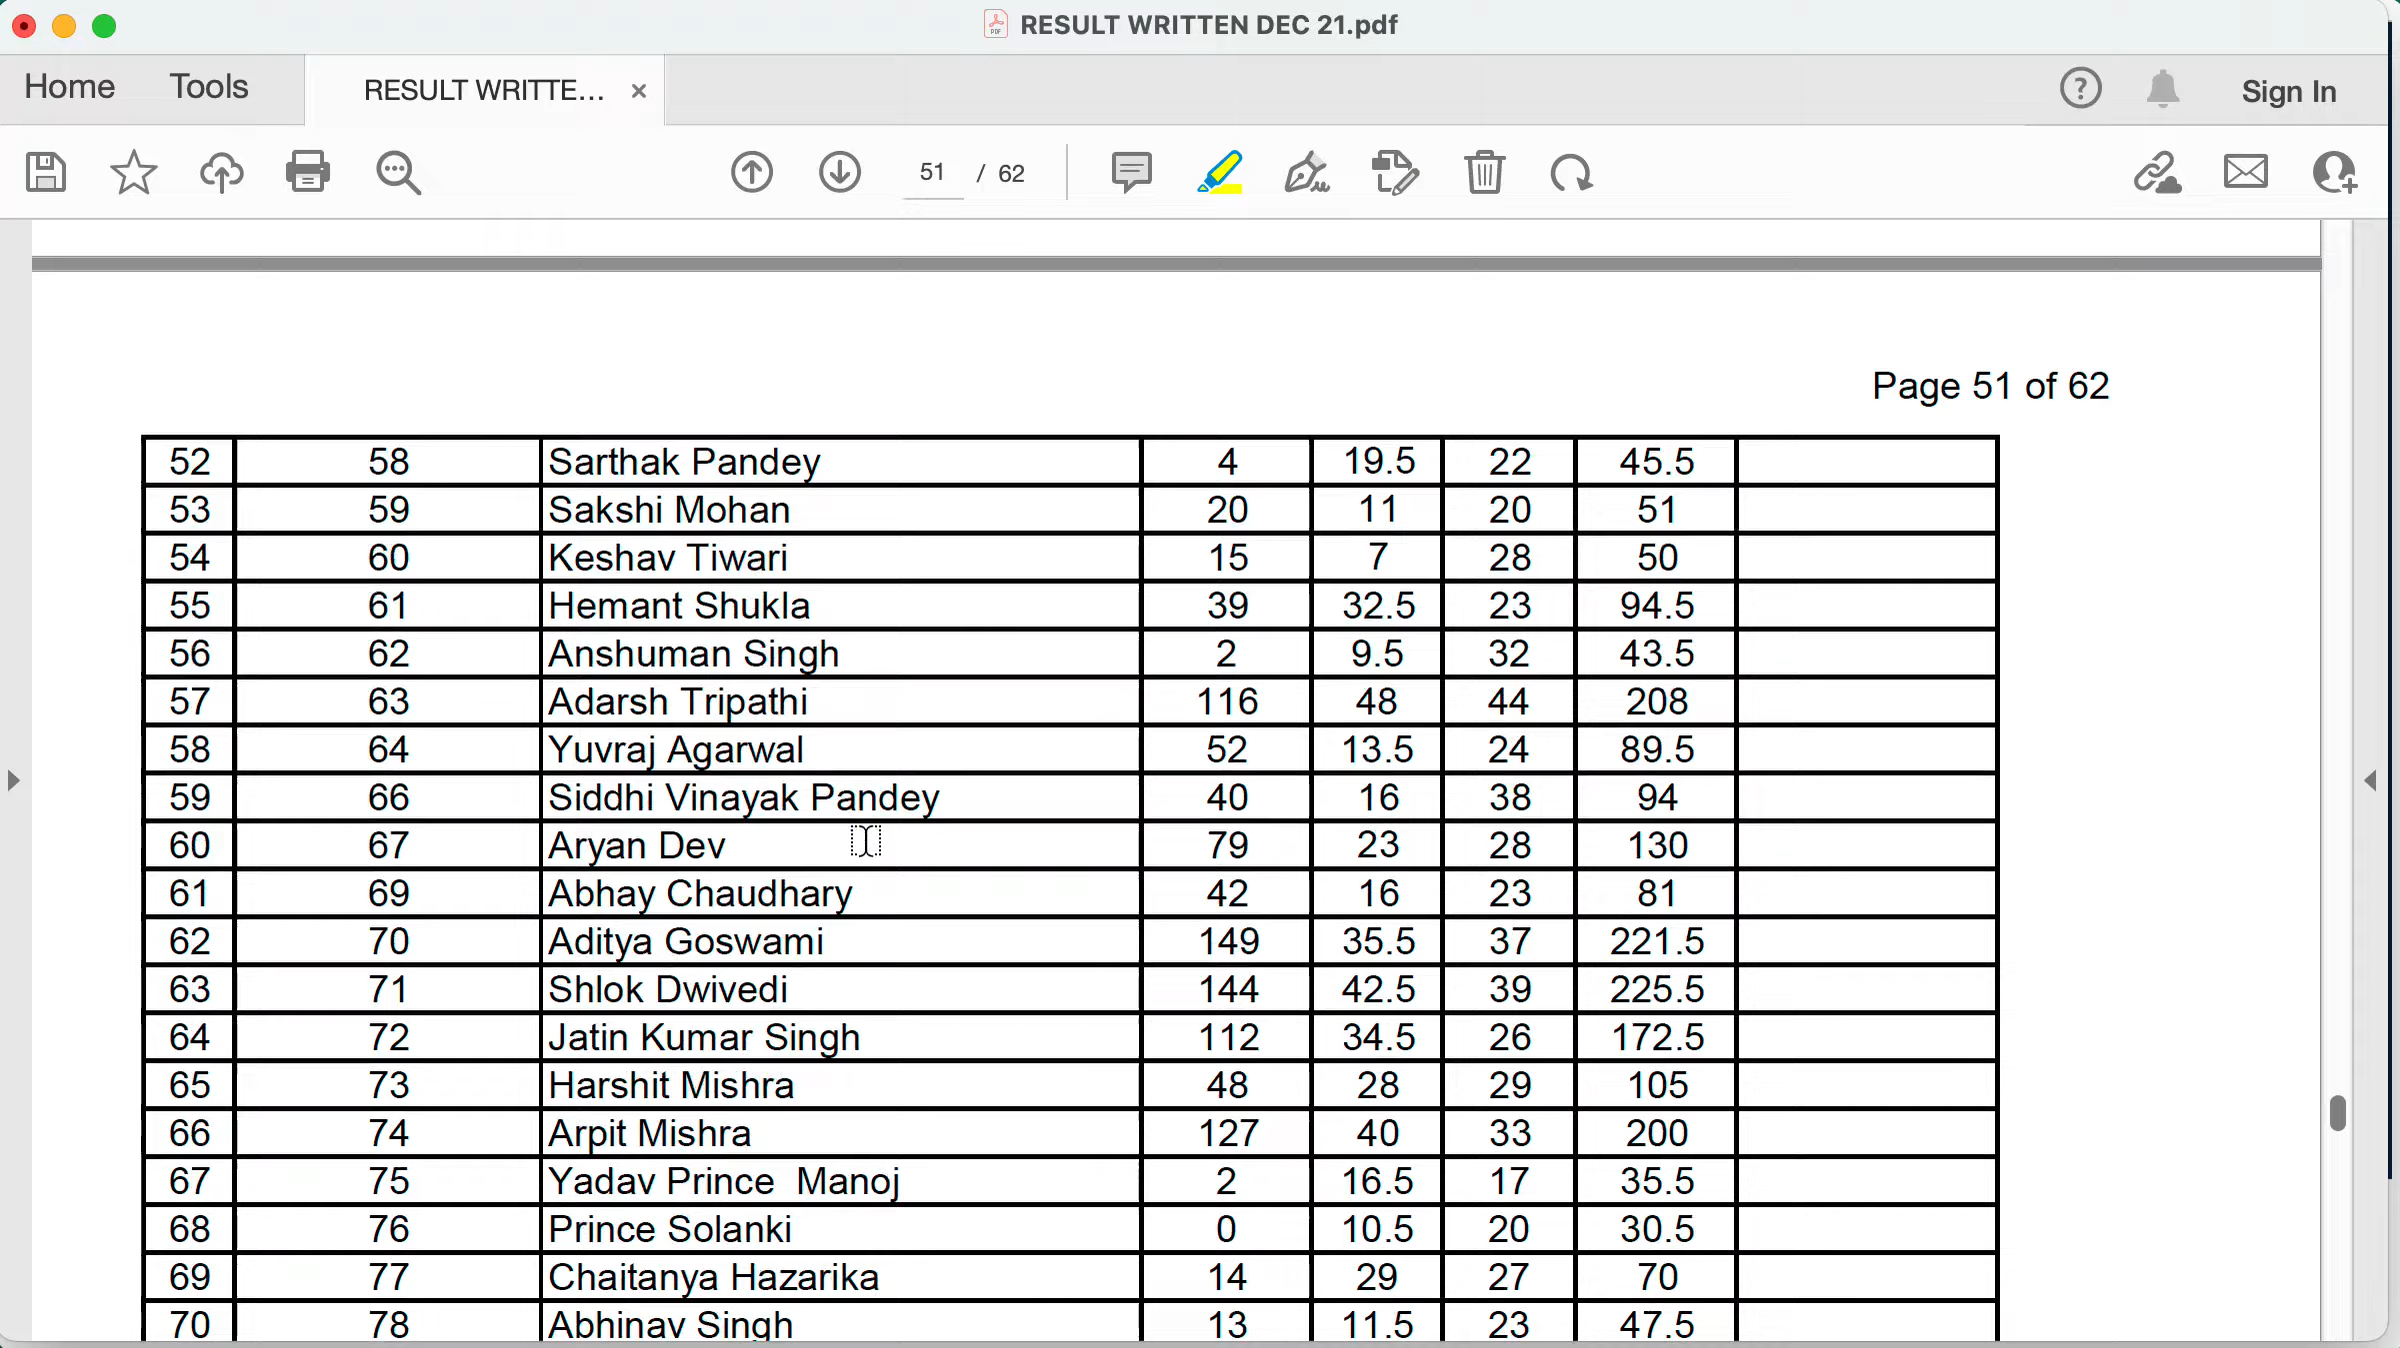 RESULT WRITTEN DEC 21.pdf
Home Tools RESULT WRITTE... × Sign In
51 / 62
Page 51 of 62
52 58 Sarthak Pandey 4 19.5 22 45.5
53 59 Sakshi Mohan 20 11 20 51
54 60 Keshav Tiwari 15 7 28 50
55 61 Hemant Shukla 39 32.5 23 94.5
56 62 Anshuman Singh 2 9.5 32 43.5
57 63 Adarsh Tripathi 116 48 44 208
58 64 Yuvraj Agarwal 52 13.5 24 89.5
59 66 Siddhi Vinayak Pandey 40 16 38 94
60 67 Aryan Dev 79 23 28 130
61 69 Abhay Chaudhary 42 16 23 81
62 70 Aditya Goswami 149 35.5 37 221.5
63 71 Shlok Dwivedi 144 42.5 39 225.5
64 72 Jatin Kumar Singh 112 34.5 26 172.5
65 73 Harshit Mishra 48 28 29 105
66 74 Arpit Mishra 127 40 33 200
67 75 Yadav Prince  Manoj 2 16.5 17 35.5
68 76 Prince Solanki 0 10.5 20 30.5
69 77 Chaitanya Hazarika 14 29 27 70
70 78 Abhinav Singh 13 11.5 23 47.5